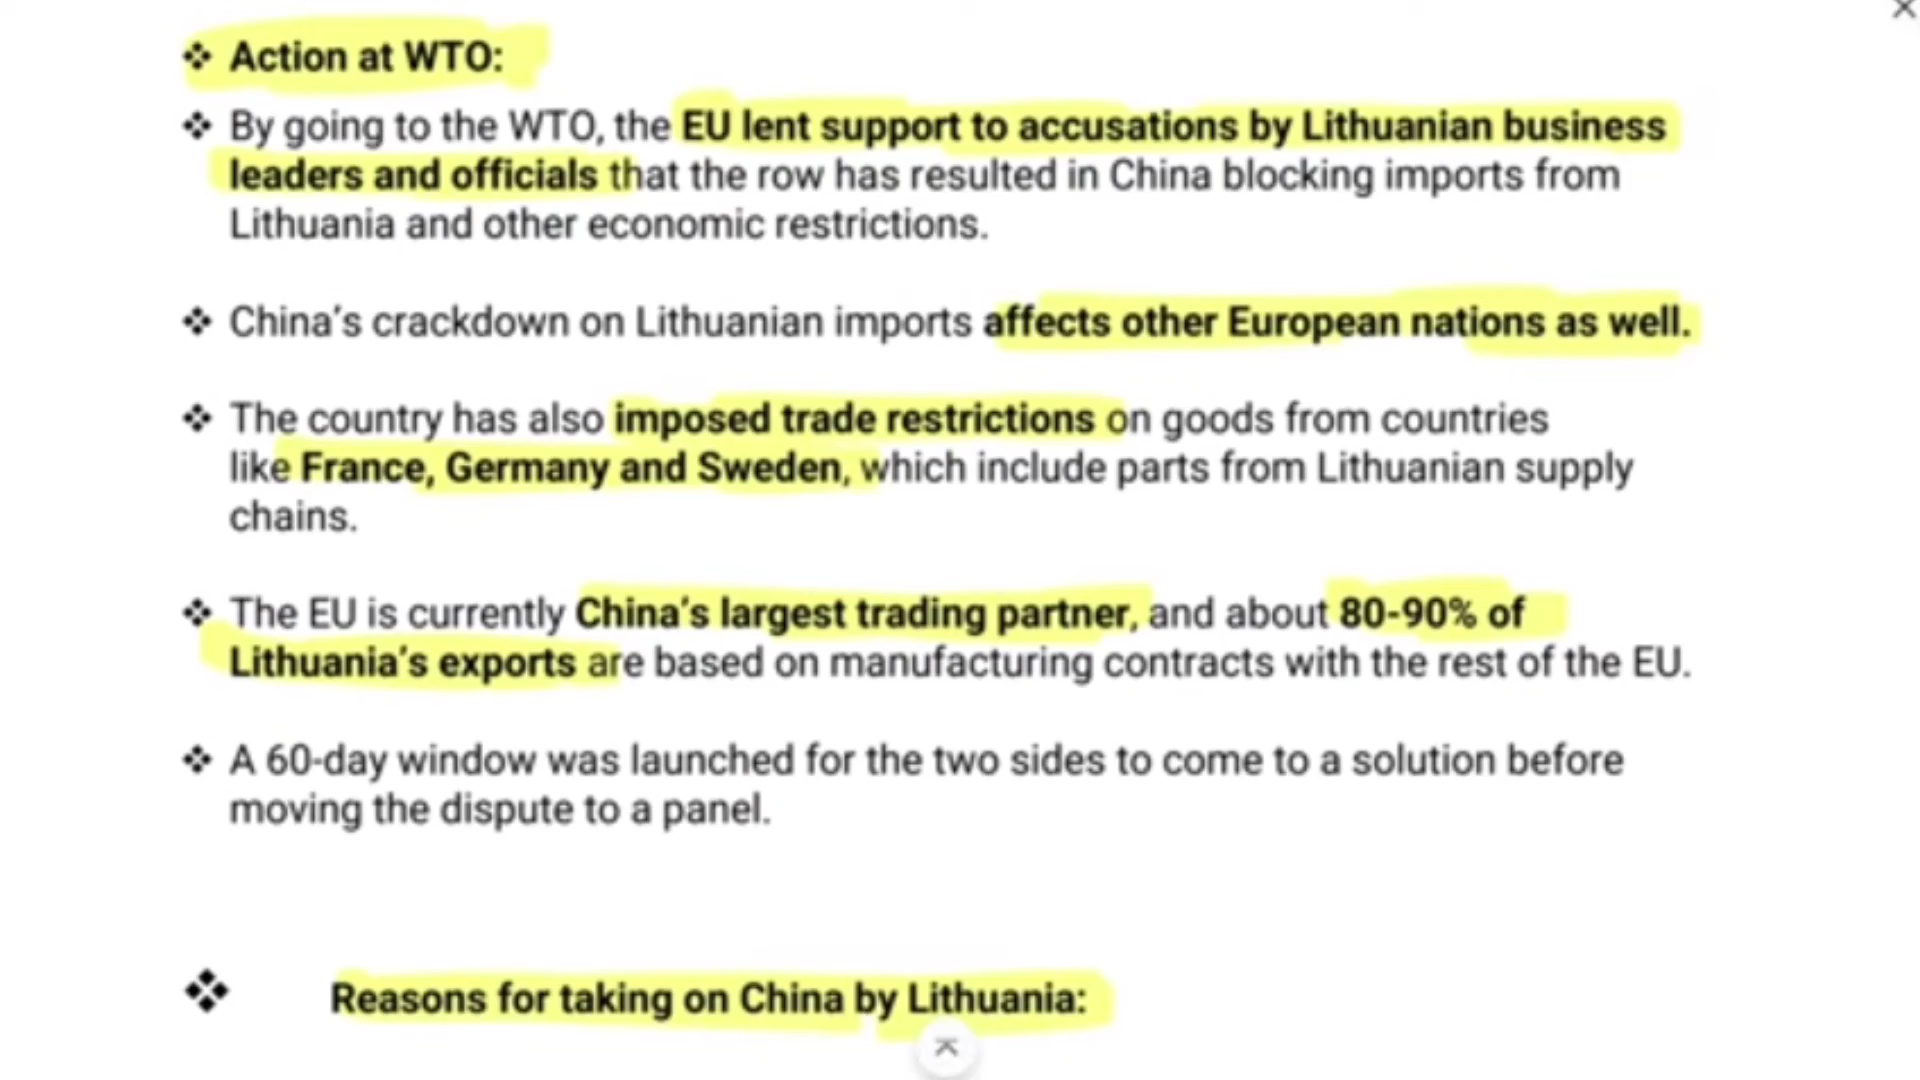 ❖ Action at WTO:
❖ By going to the WTO, the EU lent support to accusations by Lithuanian business
leaders and officials that the row has resulted in China blocking imports from
Lithuania and other economic restrictions.
❖ China's crackdown on Lithuanian imports affects other European nations as well.
❖ The country has also imposed trade restrictions on goods from countries
like France, Germany and Sweden, which include parts from Lithuanian supply
chains.
❖ The EU is currently China's largest trading partner, and about 80-90% of
Lithuania's exports are based on manufacturing contracts with the rest of the EU.
❖ A 60-day window was launched for the two sides to come to a solution before
moving the dispute to a panel.
❖ Reasons for taking on China by Lithuania: